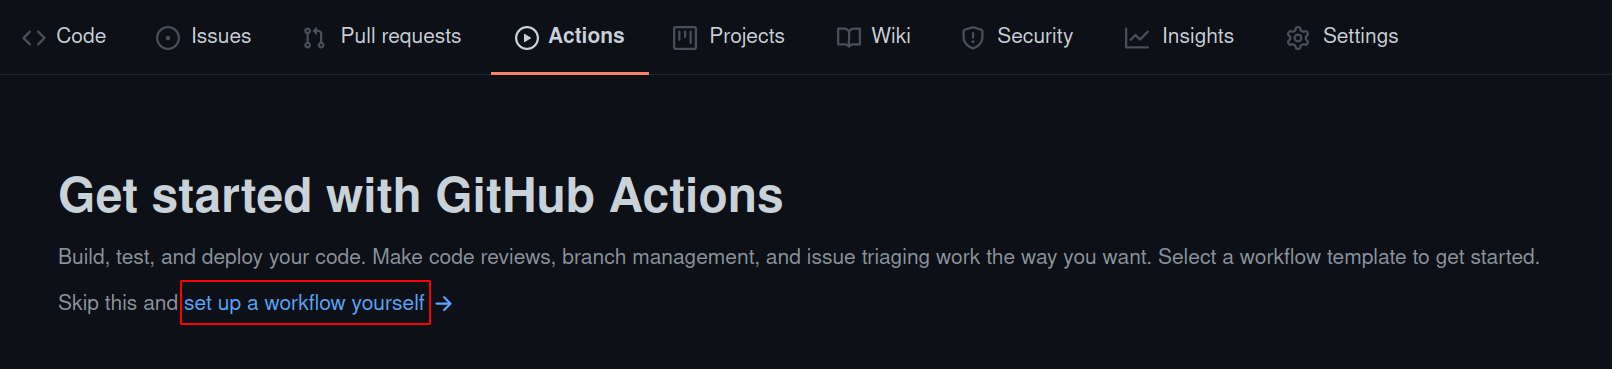 Code Issues Pull requests Actions Projects Wiki Security Insights Settings
Get started with GitHub Actions
Build, test, and deploy your code. Make code reviews, branch management, and issue triaging work the way you want. Select a workflow template to get started.
Skip this and set up a workflow yourself →